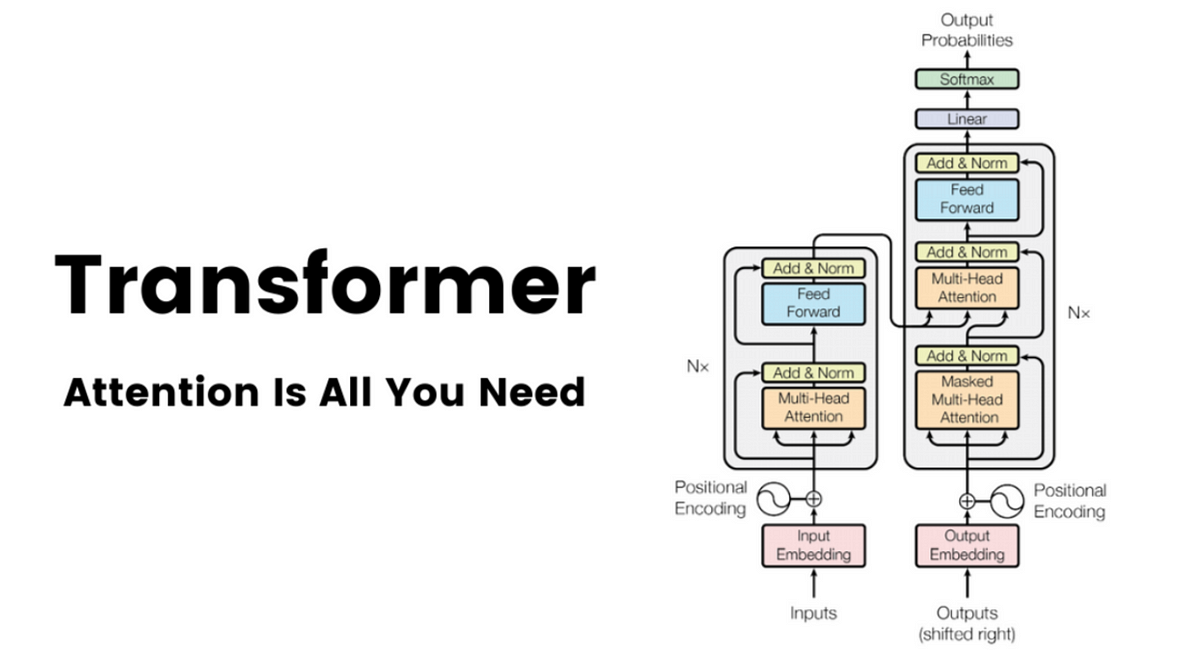 Transformer
Attention Is All You Need
Output
Probabilities
Softmax
Linear
Add & Norm
Feed
Forward
Add & Norm
Multi-Head
Attention
Add & Norm
Masked
Multi-Head
Attention
Nx
Positional
Encoding
Output
Embedding
Outputs
(shifted right)
Add & Norm
Feed
Forward
Add & Norm
Multi-Head
Attention
Nx
Positional
Encoding
Input
Embedding
Inputs